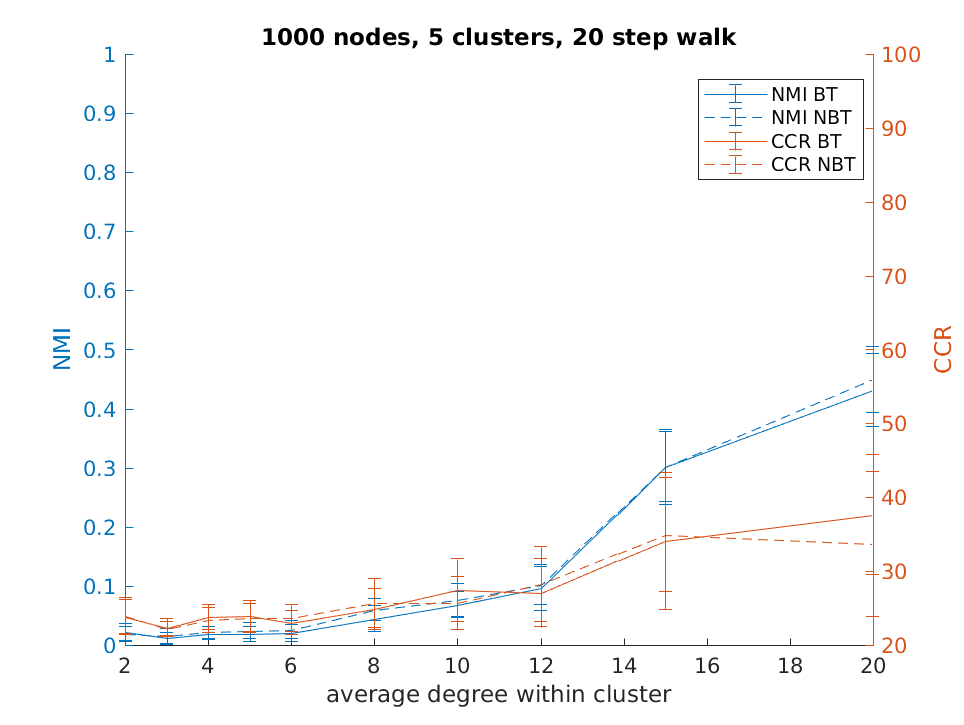 1000 nodes, 5 clusters, 20 step walk
1
0.9
0.8
0.7
0.6
0.5
0.4
0.3
0.2
0.1
0
NMI
100
90
80
70
60
50
40
30
20
CCR
NMI BT
NMI NBT
CCR BT
CCR NBT
2 4 6 8 10 12 14 16 18 20
average degree within cluster